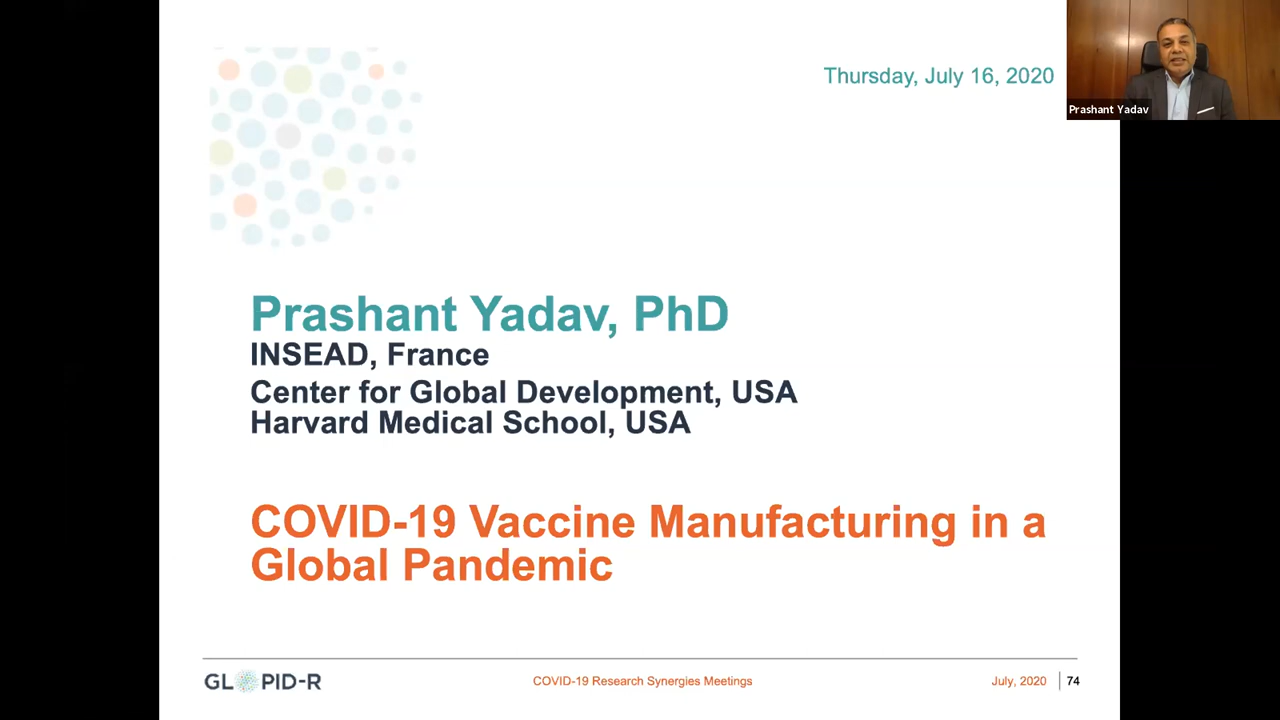 Thursday, July 16, 2020
Prashant Yadav
Prashant Yadav, PhD
INSEAD, France
Center for Global Development, USA
Harvard Medical School, USA
COVID-19 Vaccine Manufacturing in a
Global Pandemic
GLOPID-R
COVID-19 Research Synergies Meetings
July, 2020
74